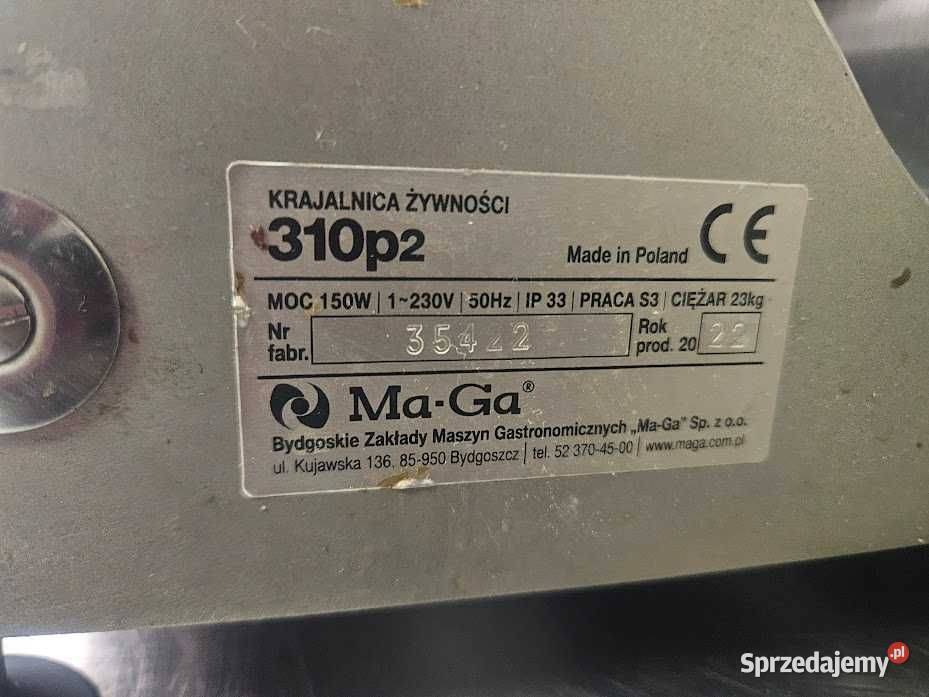 KRAJALNICA ŻYWNOŚCI
310p2
Made in Poland CE
MOC 150W | 1~230V | 50Hz | IP 33 | PRACA S3 | CIĘŻAR 23kg
Nr fabr. 35422
Rok prod. 20 22
Ma-Ga®
Bydgoskie Zakłady Maszyn Gastronomicznych „Ma-Ga" Sp. z o.o.
ul. Kujawska 136, 85-950 Bydgoszcz | tel. 52 370-45-00 | www.maga.com.pl
Sprzedajemy.pl